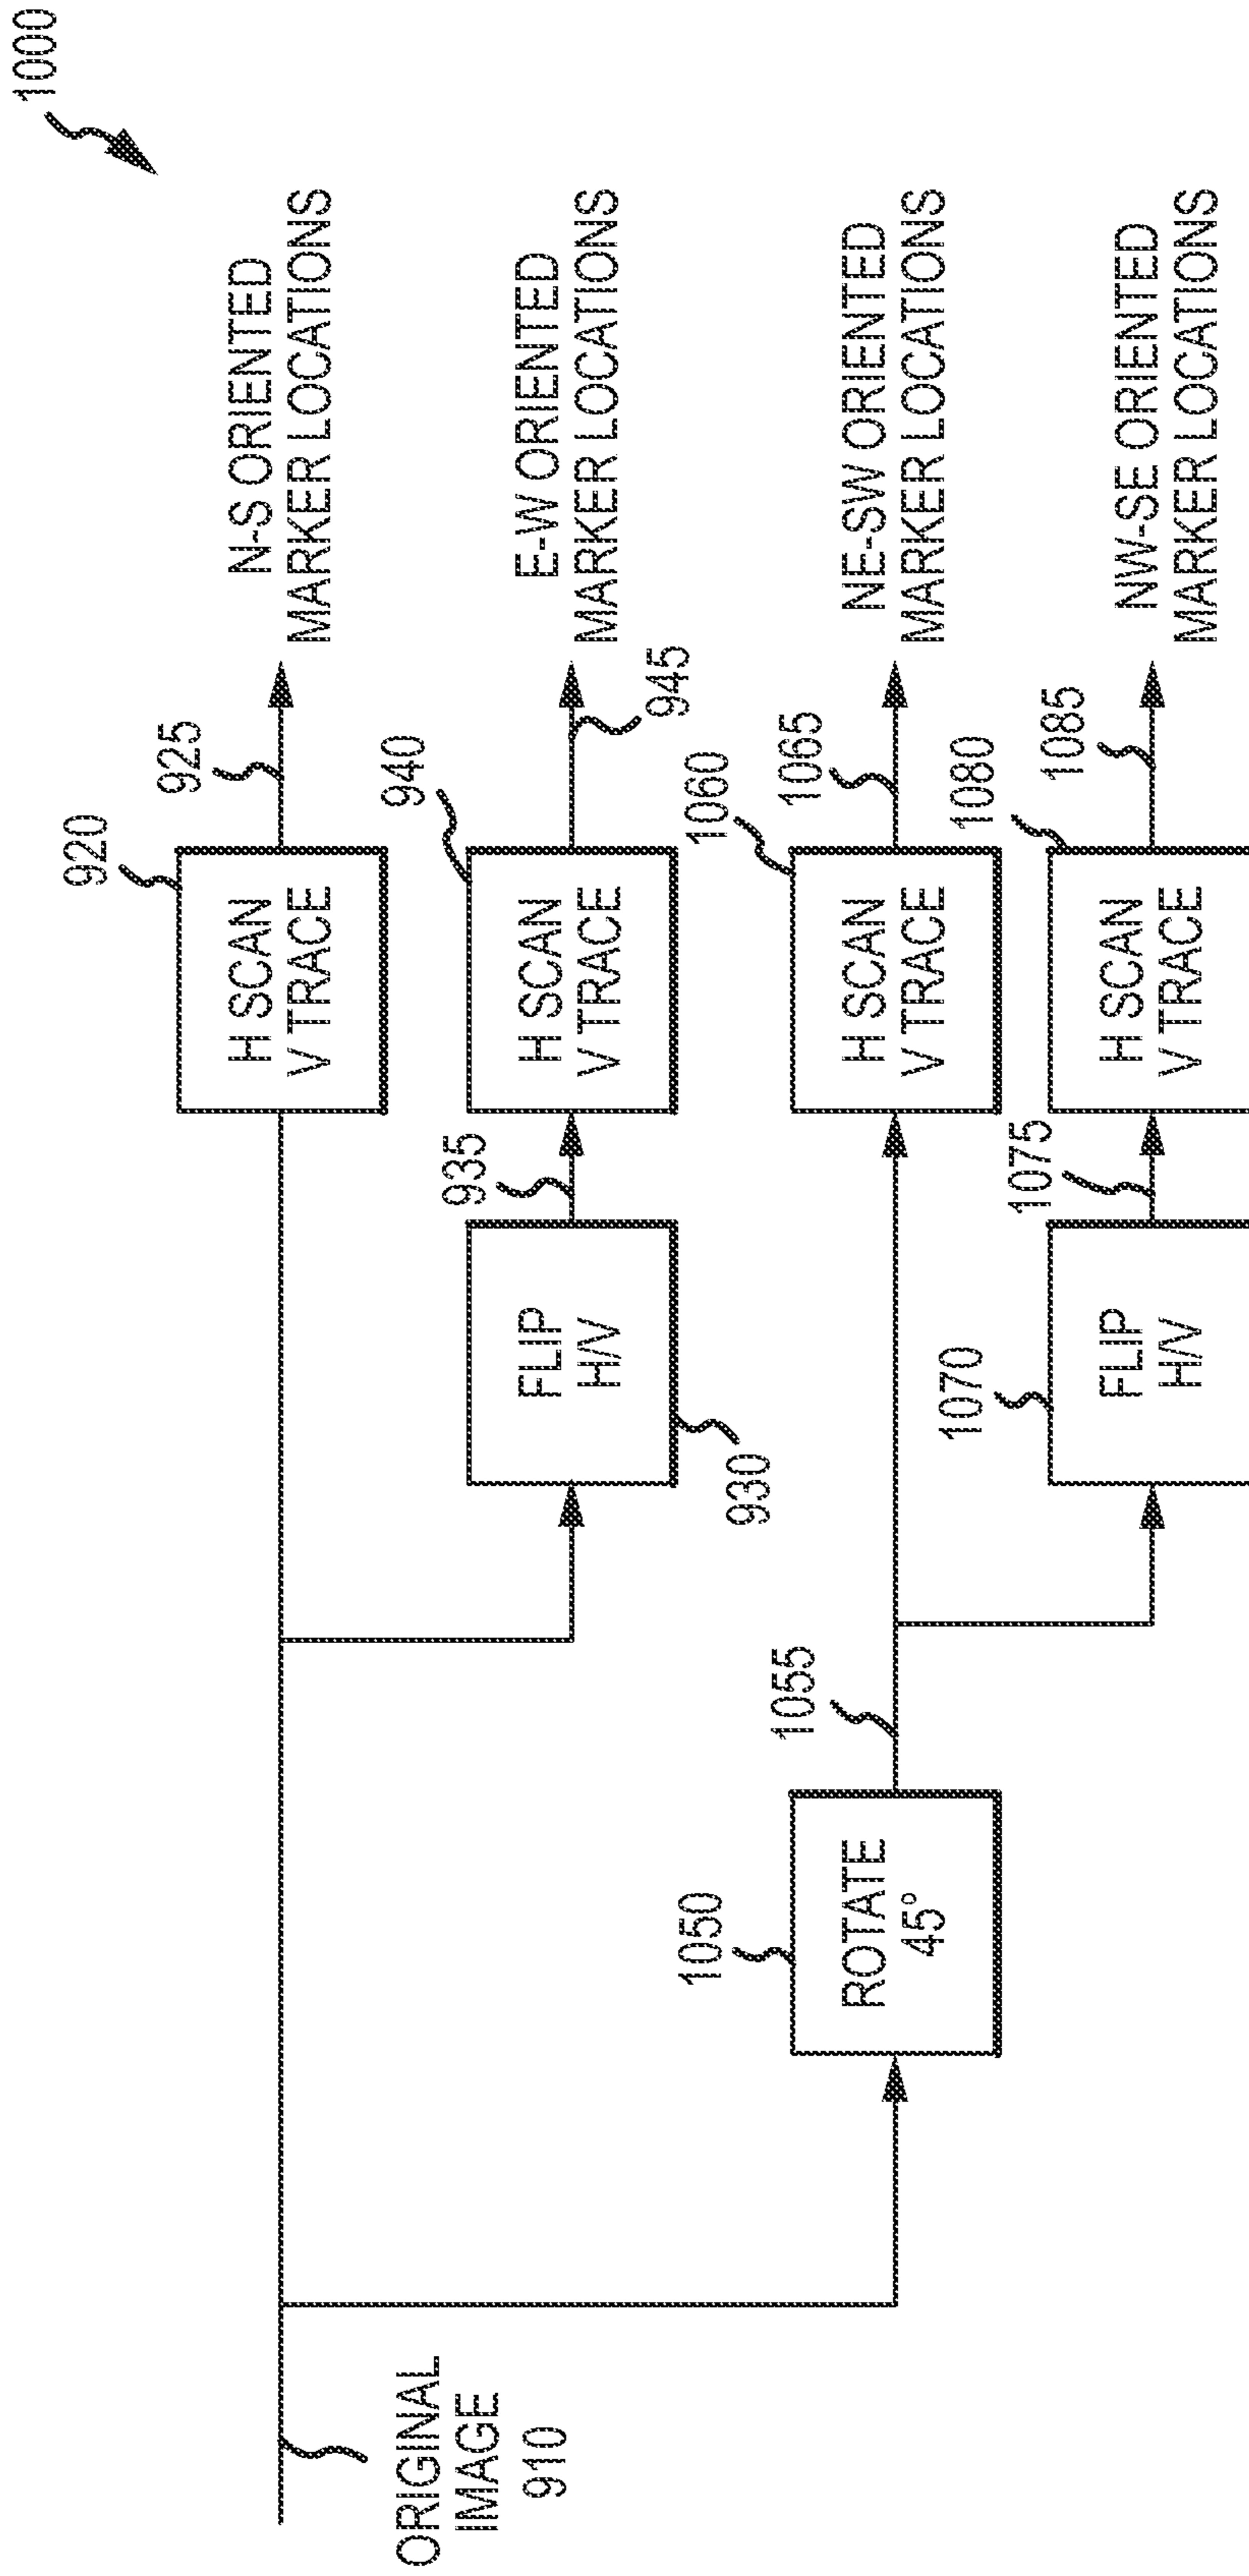 1000
920
H SCAN
V TRACE
925
N-S ORIENTED
MARKER LOCATIONS
ORIGINAL
IMAGE
910
FLIP
H/V
930
935
940
H SCAN
V TRACE
945
E-W ORIENTED
MARKER LOCATIONS
1050
ROTATE
45°
1055
1060
H SCAN
V TRACE
1065
NE-SW ORIENTED
MARKER LOCATIONS
1070
FLIP
H/V
1075
1080
H SCAN
V TRACE
1085
NW-SE ORIENTED
MARKER LOCATIONS